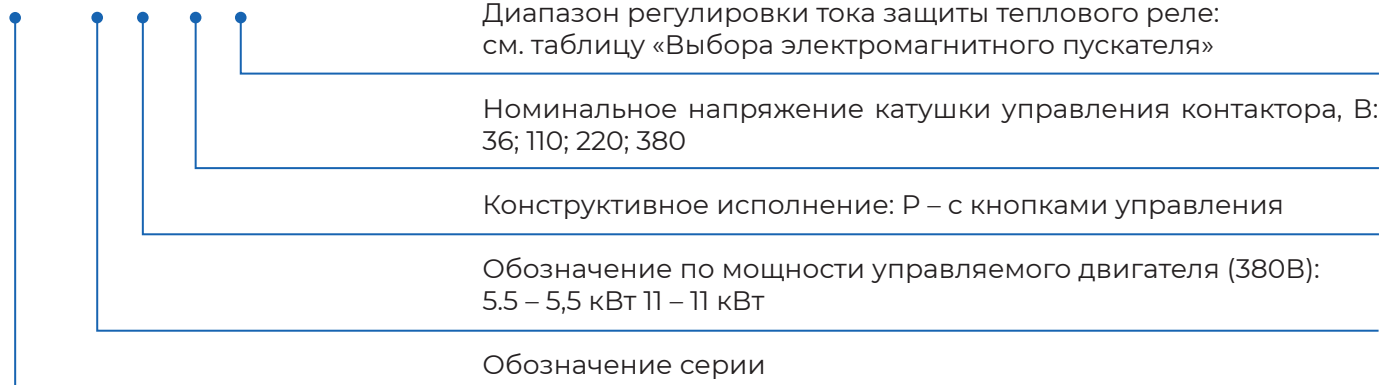 Диапазон регулировки тока защиты теплового реле:
см. таблицу «Выбора электромагнитного пускателя»
Номинальное напряжение катушки управления контактора, В:
36; 110; 220; 380
Конструктивное исполнение: Р – с кнопками управления
Обозначение по мощности управляемого двигателя (380В):
5.5 – 5,5 кВт 11 – 11 кВт
Обозначение серии